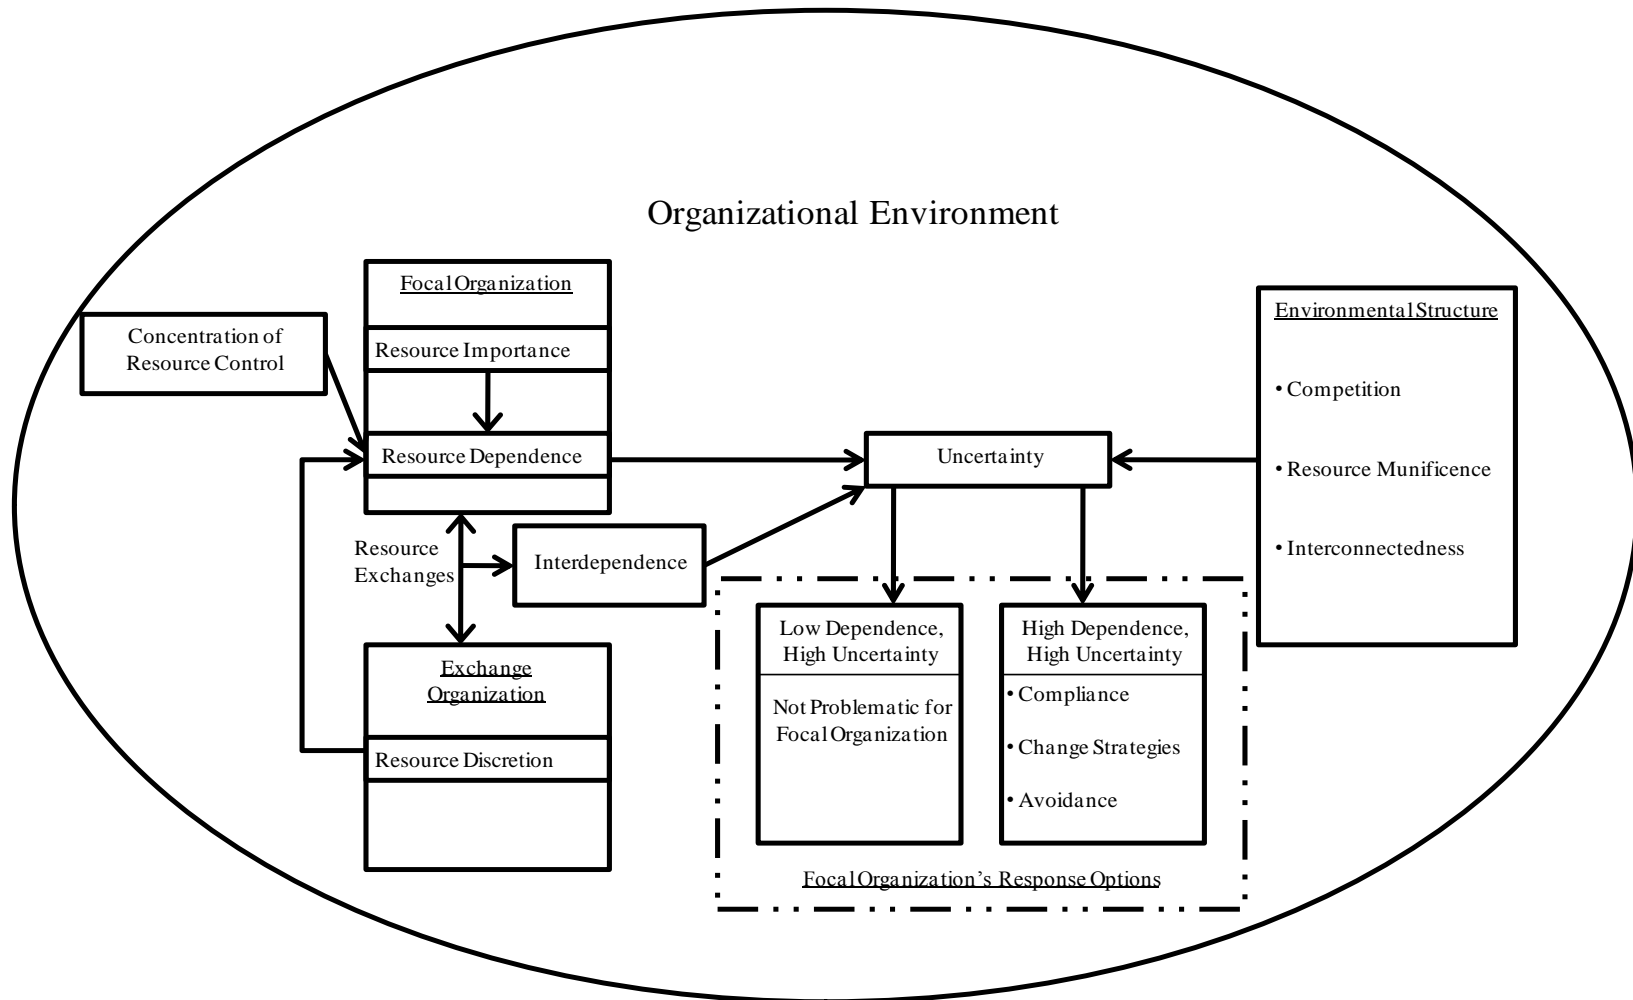 Organizational Environment
Focal Organization
Resource Importance
Resource Dependence
Concentration of
Resource Control
Resource
Exchanges
Interdependence
Exchange
Organization
Resource Discretion
Uncertainty
Environmental Structure
• Competition
• Resource Munificence
• Interconnectedness
Low Dependence,
High Uncertainty
Not Problematic for
Focal Organization
High Dependence,
High Uncertainty
• Compliance
• Change Strategies
• Avoidance
Focal Organization’s Response Options